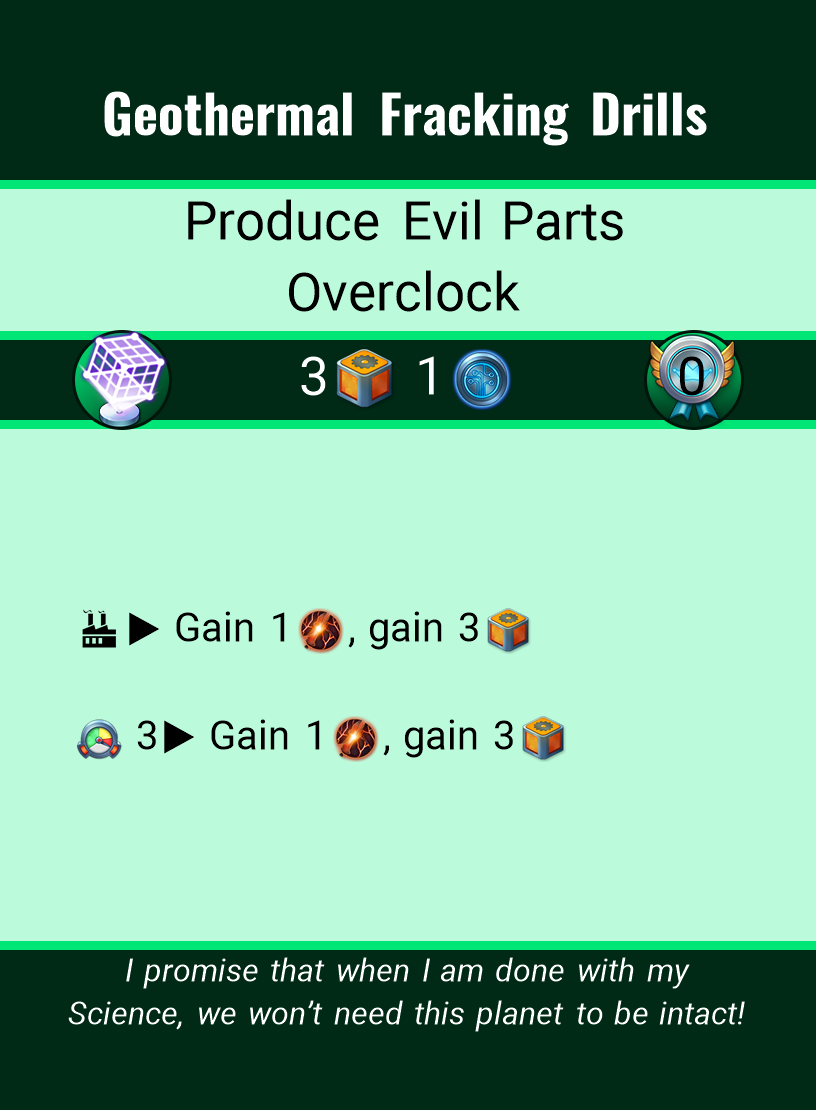 Geothermal Fracking Drills
Produce Evil Parts
Overclock
3 1 0
Gain 1, gain 3
3 Gain 1, gain 3
I promise that when I am done with my
Science, we won’t need this planet to be intact!